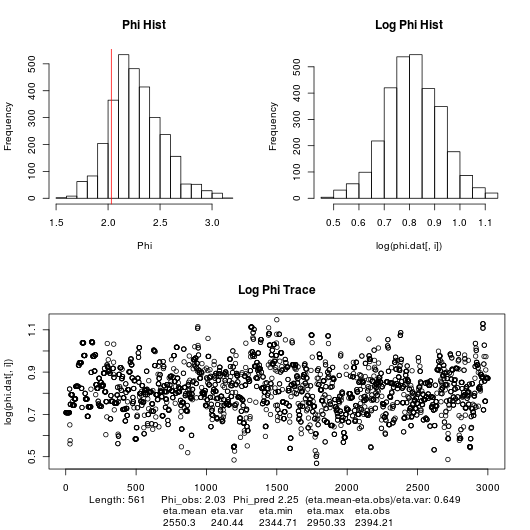 Phi Hist
Log Phi Hist
Frequency
0 100 200 300 400 500
1.5 2.0 2.5 3.0
Phi
Frequency
0 100 200 300 400 500
0.5 0.6 0.7 0.8 0.9 1.0 1.1
log(phi.dat[, i])
Log Phi Trace
log(phi.dat[, i])
0.5 0.7 0.9 1.1
0 500 1000 1500 2000 2500 3000
Length: 561 Phi_obs: 2.03 Phi_pred 2.25 (eta.mean-eta.obs)/eta.var: 0.649
eta.mean eta.var eta.min eta.max eta.obs
2550.3 240.44 2344.71 2950.33 2394.21